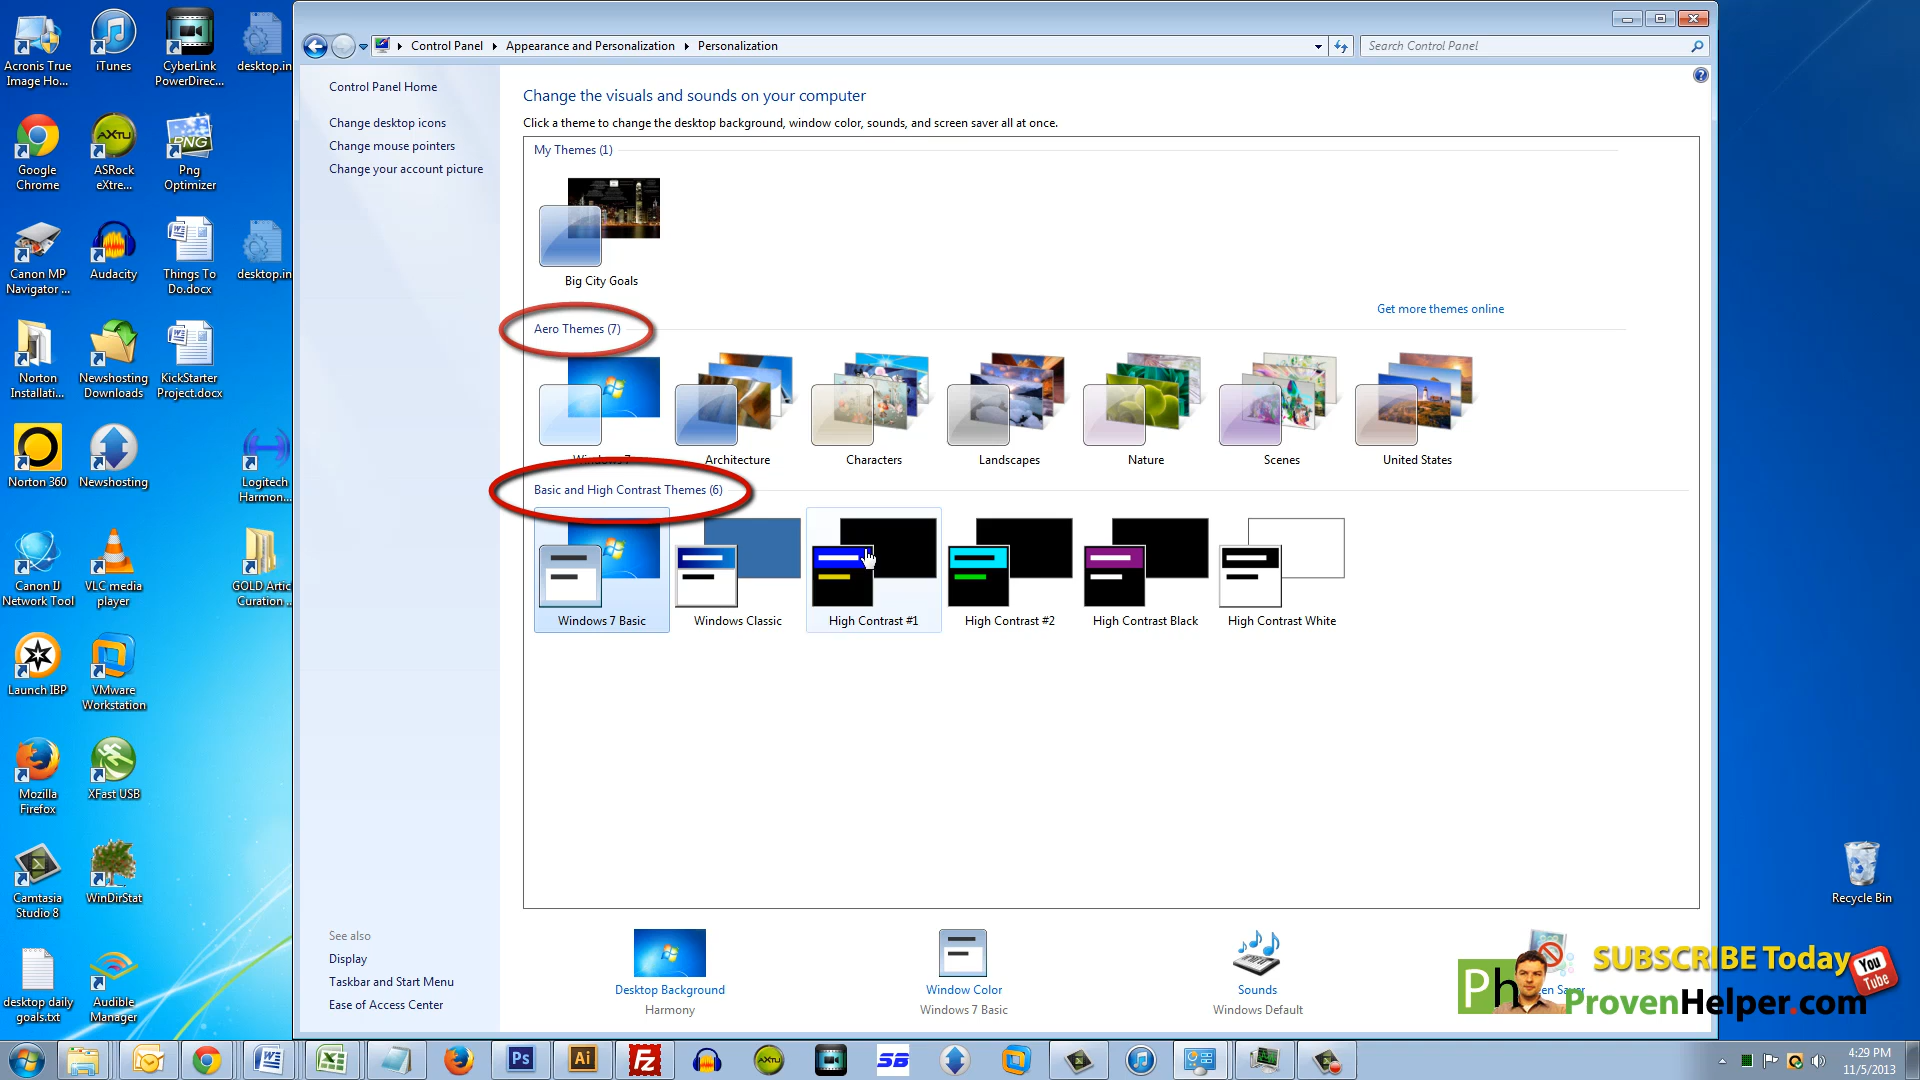 Acronis True
Image Ho...
iTunes
CyberLink
PowerDirec...
desktop.in
Google
Chrome
AXTU
ASRock
eXtre...
PNG
Png
Optimizer
Canon MP
Navigator ...
Audacity
Things To
Do.docx
desktop.in
Norton
Installati...
Newshosting
Downloads
KickStarter
Project.docx
Norton 360
Newshosting
Logitech
Harmon...
Canon IJ
Network Tool
VLC media
player
GOLD Artic
Curation ..
Launch IBP
VMware
Workstation
Mozilla
Firefox
XFast USB
Camtasia
Studio 8
WinDirStat
desktop daily
goals.txt
Audible
Manager
Control Panel
Appearance and Personalization
Personalization
Search Control Panel
Control Panel Home
Change desktop icons
Change mouse pointers
Change your account picture
Change the visuals and sounds on your computer
Click a theme to change the desktop background, window color, sounds, and screen saver all at once.
My Themes (1)
Big City Goals
Get more themes online
Aero Themes (7)
Windows 7
Architecture
Characters
Landscapes
Nature
Scenes
United States
Basic and High Contrast Themes (6)
Windows 7 Basic
Windows Classic
High Contrast #1
High Contrast #2
High Contrast Black
High Contrast White
See also
Display
Taskbar and Start Menu
Ease of Access Center
Desktop Background
Harmony
Window Color
Windows 7 Basic
Sounds
Windows Default
Saver
SUBSCRIBE Today
You
Tube
Ph
ProvenHelper.com
Recycle Bin
Ps
Ai
FZ
AXTU
SB
4:29 PM
11/5/2013